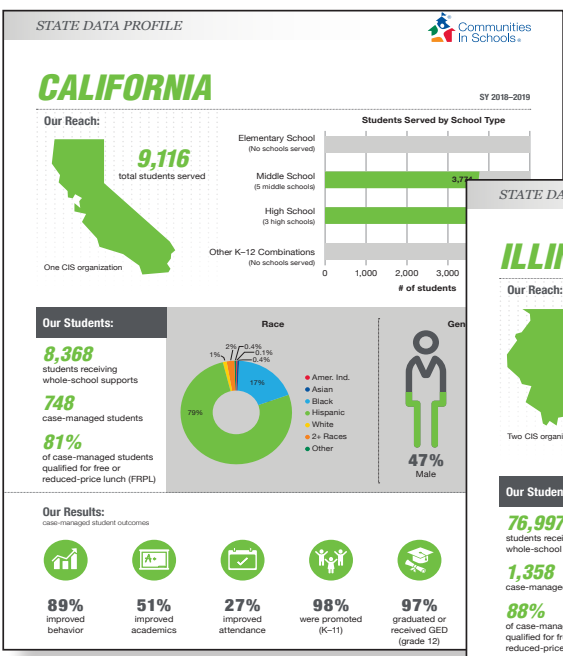 STATE DATA PROFILE
Communities
In Schools®
CALIFORNIA
SY 2018–2019
Our Reach:
9,116
total students served
One CIS organization
Students Served by School Type
Elementary School
(No schools served)
Middle School
(5 middle schools)
High School
(3 high schools)
Other K–12 Combinations
(No schools served)
0 1,000 2,000 3,000
# of students
Our Students:
8,368
students receiving
whole-school supports
748
case-managed students
81%
of case-managed students
qualified for free or
reduced-price lunch (FRPL)
Race
1% 2% 0.4%
0.1%
0.4%
17%
79%
Amer. Ind.
Asian
Black
Hispanic
White
2+ Races
Other
47%
Male
Our Results:
case-managed student outcomes
A+
89%
improved
behavior
51%
improved
academics
27%
improved
attendance
98%
were promoted
(K–11)
97%
graduated or
received GED
(grade 12)
STATE DA
ILLI
Our Reach:
Two CIS organi
Our Studen
76,997
students recei
whole-school
1,358
case-manage
88%
of case-mana
qualified for fr
reduced-price